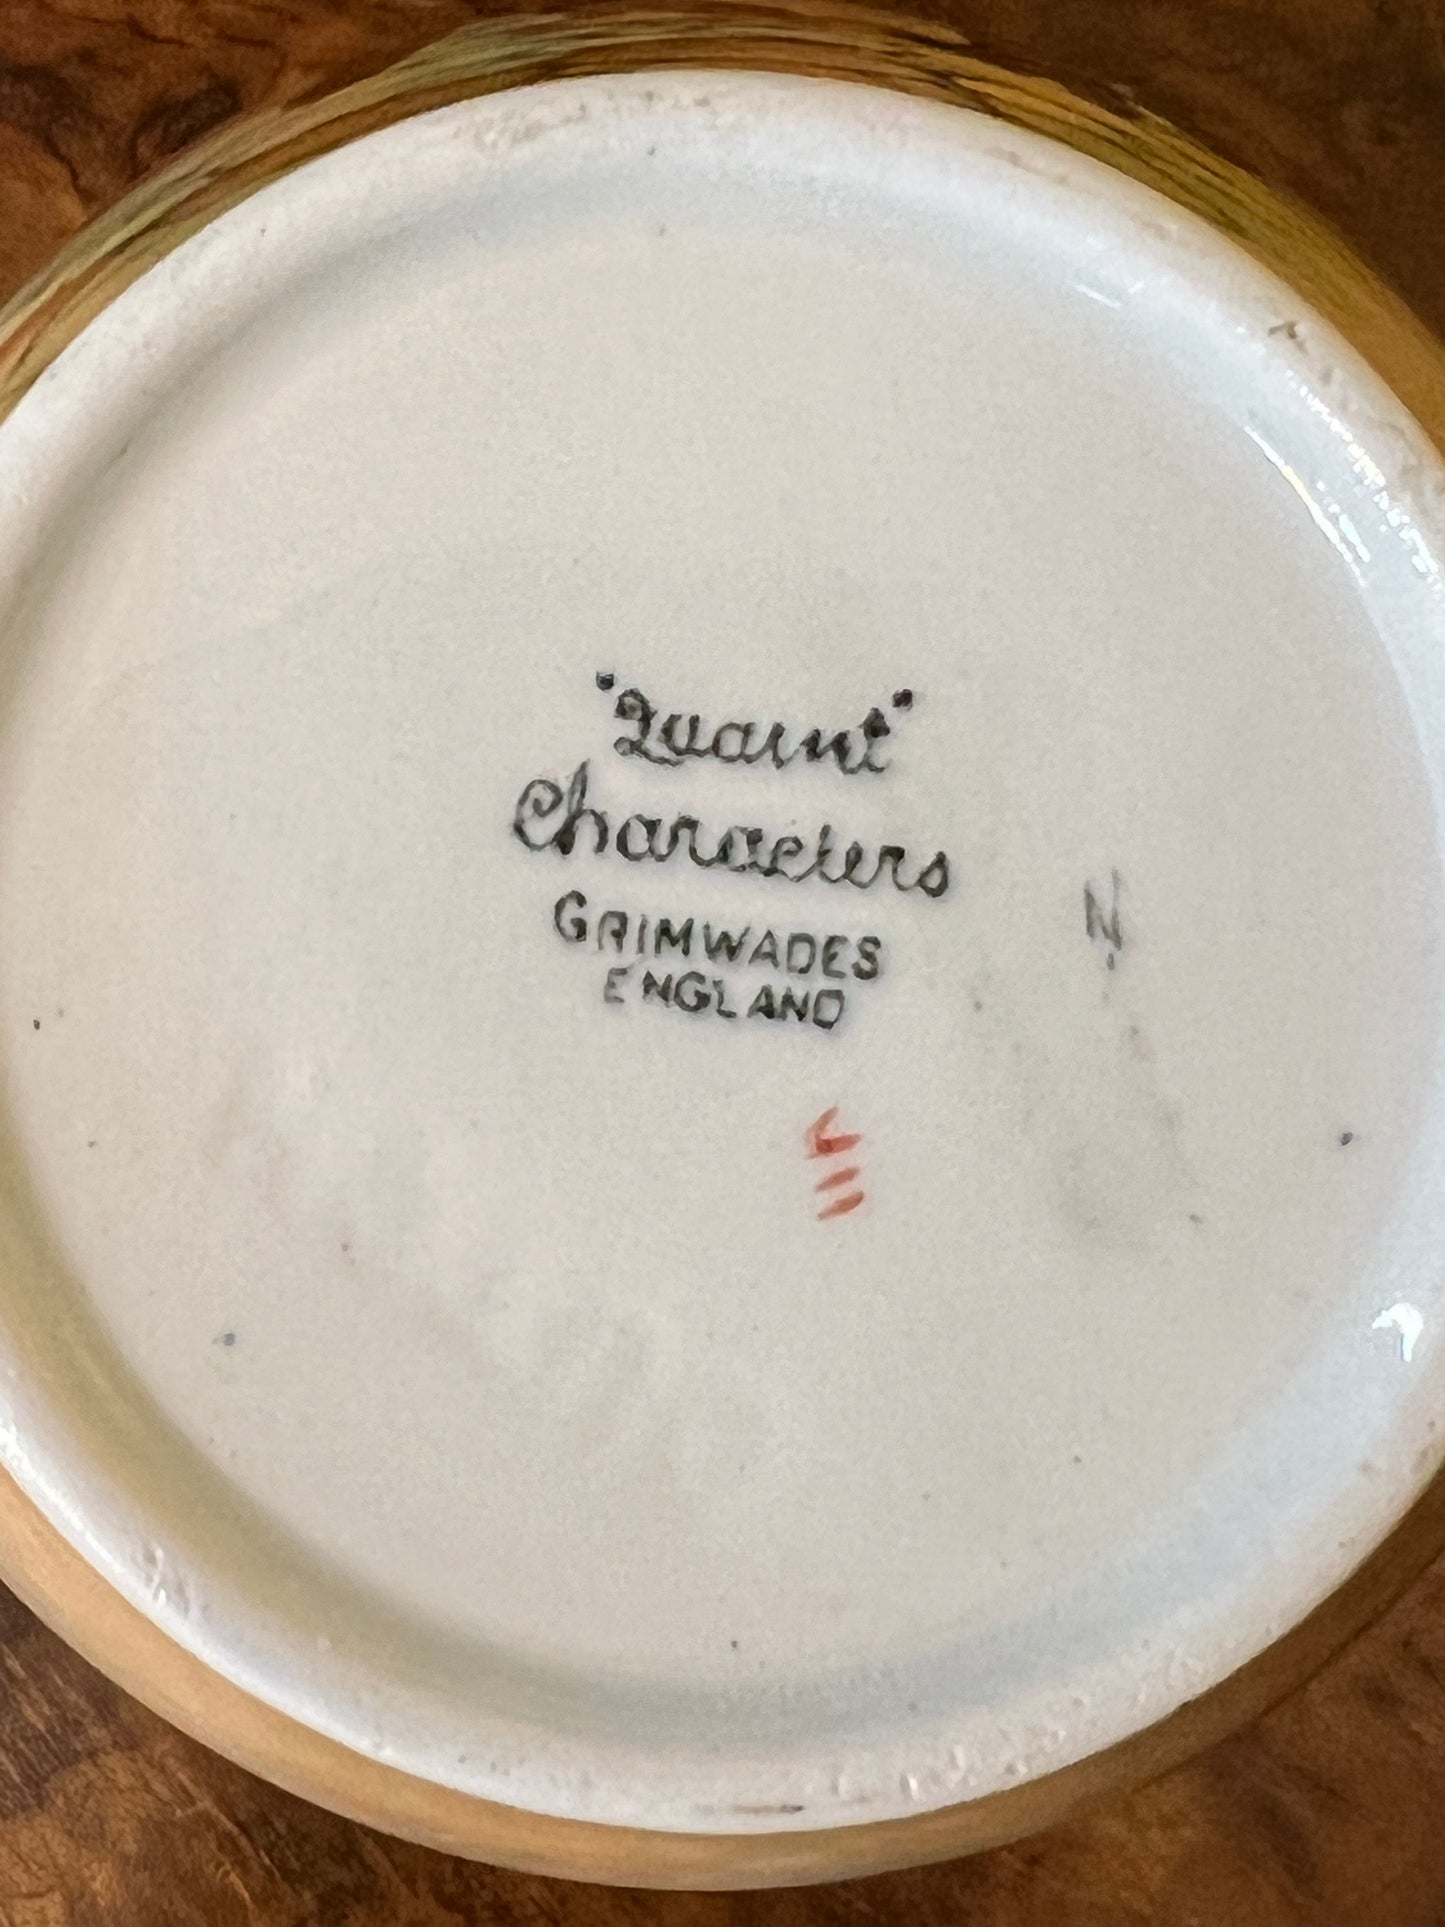 "Quaint"
Characters
GRIMWADES
ENGLAND
N